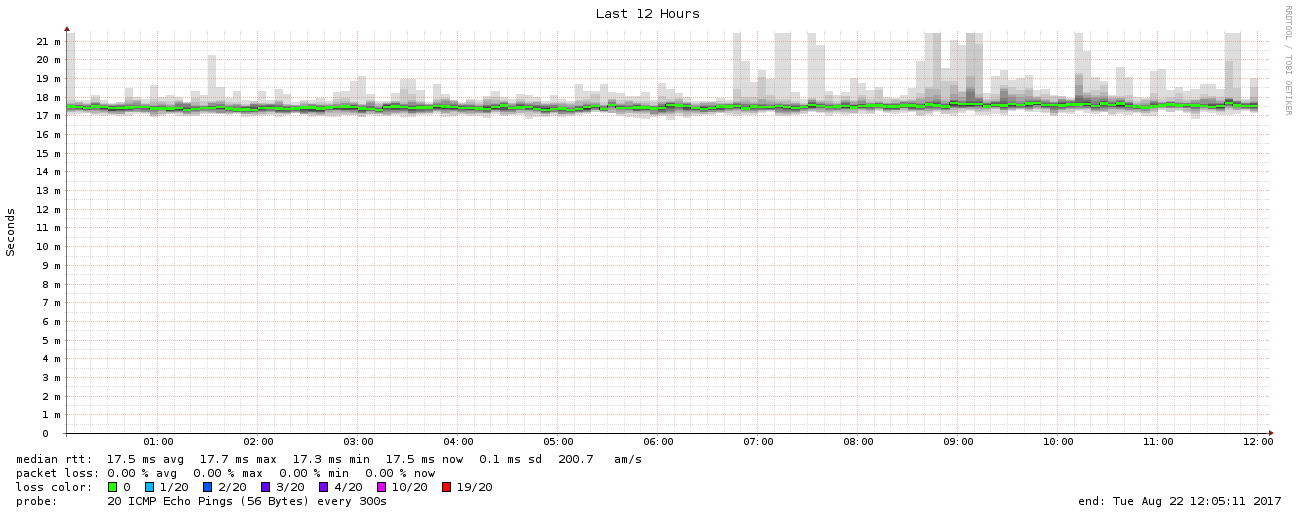 Last 12 Hours
RRDTOOL / TOBI OETIKER
Seconds
21 m
20 m
19 m
18 m
17 m
16 m
15 m
14 m
13 m
12 m
11 m
10 m
9 m
8 m
7 m
6 m
5 m
4 m
3 m
2 m
1 m
0
01:00 02:00 03:00 04:00 05:00 06:00 07:00 08:00 09:00 10:00 11:00 12:00
median rtt: 17.5 ms avg 17.7 ms max 17.3 ms min 17.5 ms now 0.1 ms sd 200.7 am/s
packet loss: 0.00 % avg 0.00 % max 0.00 % min 0.00 % now
loss color: 0 1/20 2/20 3/20 4/20 10/20 19/20
probe: 20 ICMP Echo Pings (56 Bytes) every 300s end: Tue Aug 22 12:05:11 2017